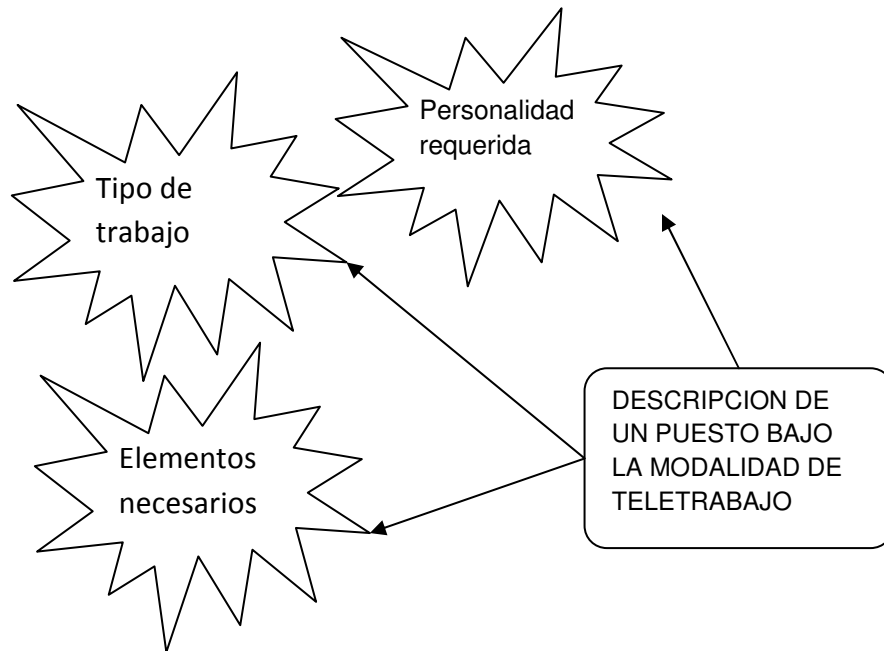 Personalidad
requerida
Tipo de
trabajo
Elementos
necesarios
DESCRIPCION DE
UN PUESTO BAJO
LA MODALIDAD DE
TELETRABAJO